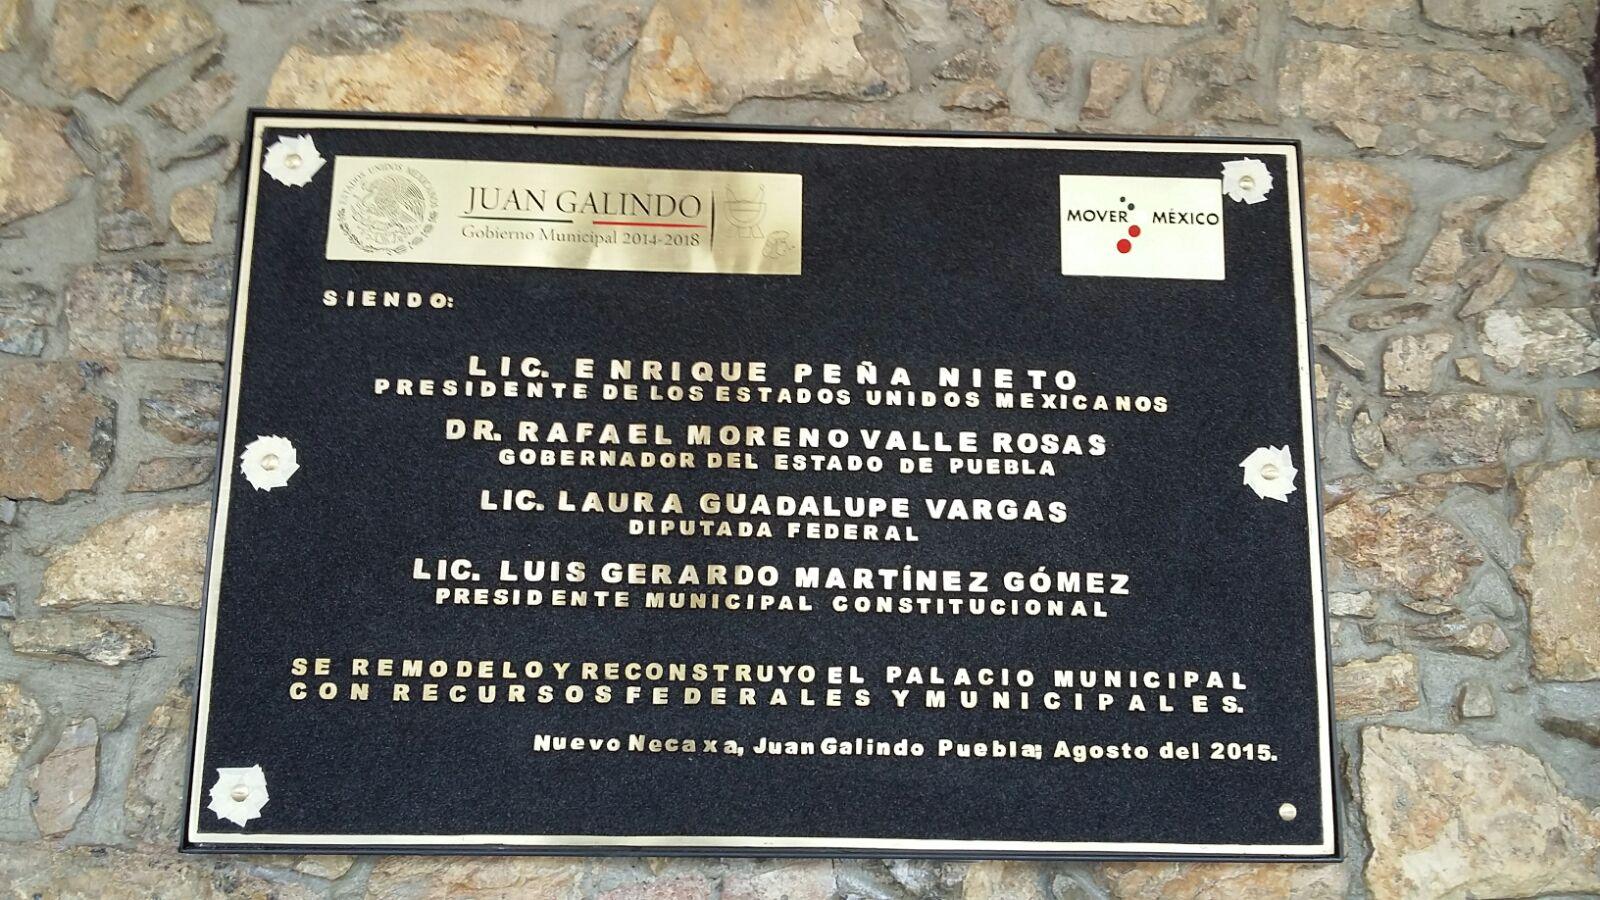 ESTADOS UNIDOS MEXICANOS
JUAN GALINDO
Gobierno Municipal 2014-2018
MOVER A MÉXICO
SIENDO:
LIC. ENRIQUE PEÑA NIETO
PRESIDENTE DE LOS ESTADOS UNIDOS MEXICANOS
DR. RAFAEL MORENO VALLE ROSAS
GOBERNADOR DEL ESTADO DE PUEBLA
LIC. LAURA GUADALUPE VARGAS
DIPUTADA FEDERAL
LIC. LUIS GERARDO MARTÍNEZ GÓMEZ
PRESIDENTE MUNICIPAL CONSTITUCIONAL
SE REMODELO Y RECONSTRUYO EL PALACIO MUNICIPAL
CON RECURSOS FEDERALES Y MUNICIPALES.
Nuevo Necaxa, Juan Galindo Puebla; Agosto del 2015.